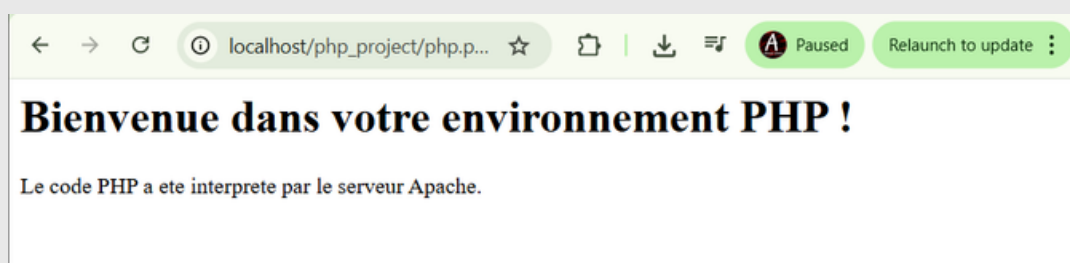 localhost/php_project/php.p... Paused Relaunch to update
Bienvenue dans votre environnement PHP !
Le code PHP a ete interprete par le serveur Apache.